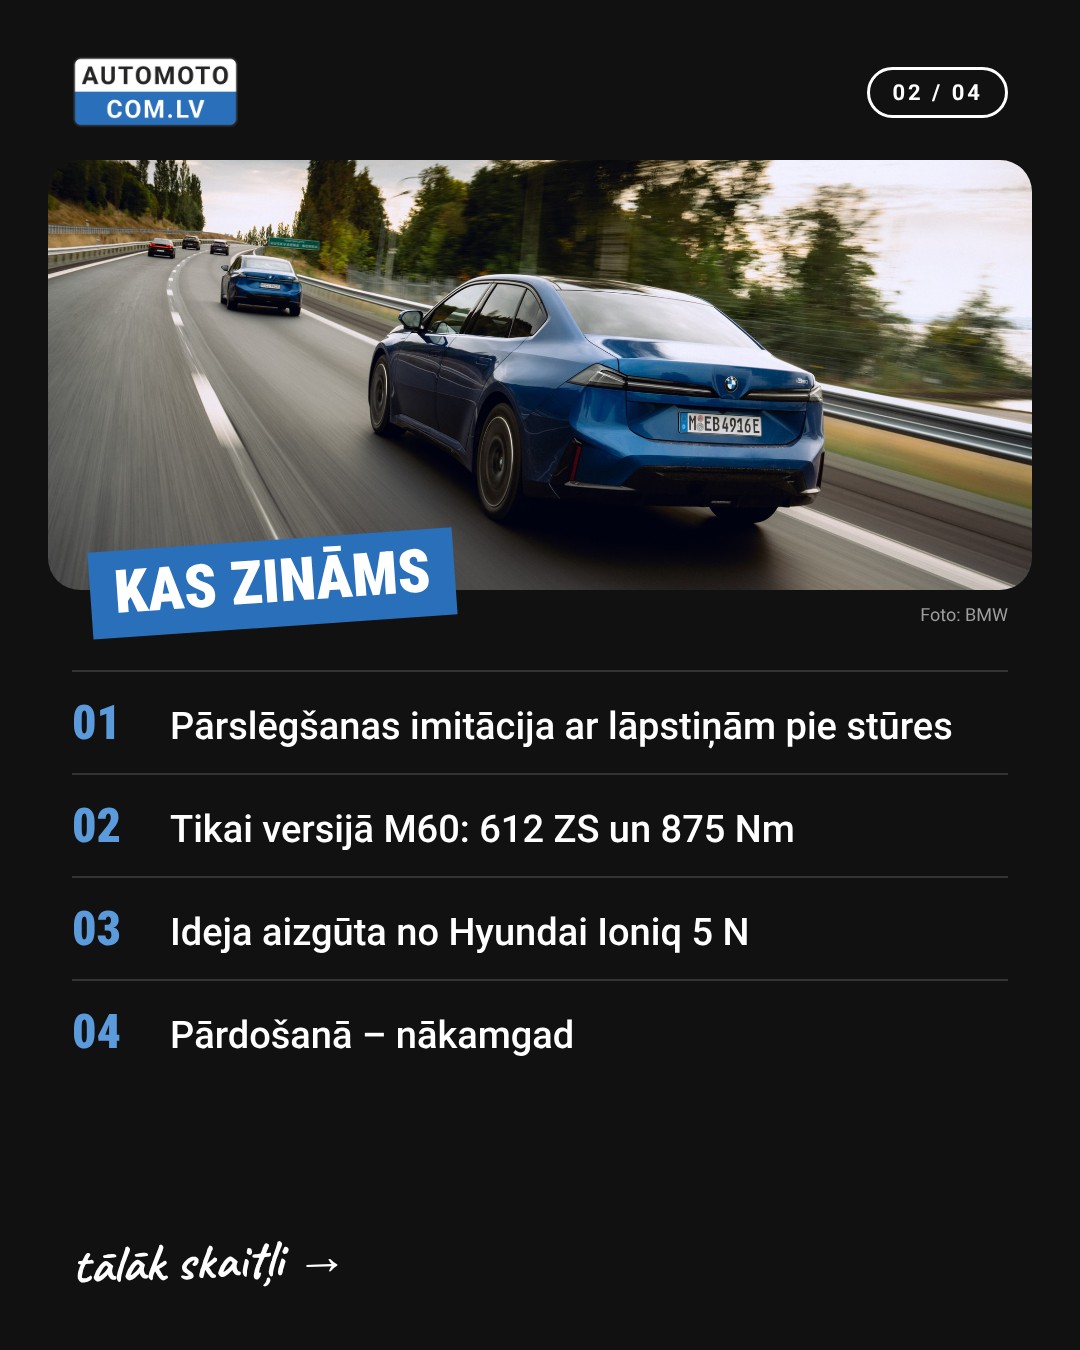 AUTOMOTO
COM.LV
02 / 04
M EB 4916E
KAS ZINĀMS
Foto: BMW
01 Pārslēgšanas imitācija ar lāpstiņām pie stūres
02 Tikai versijā M60: 612 ZS un 875 Nm
03 Ideja aizgūta no Hyundai Ioniq 5 N
04 Pārdošanā – nākamgad
tālāk skaitļi →